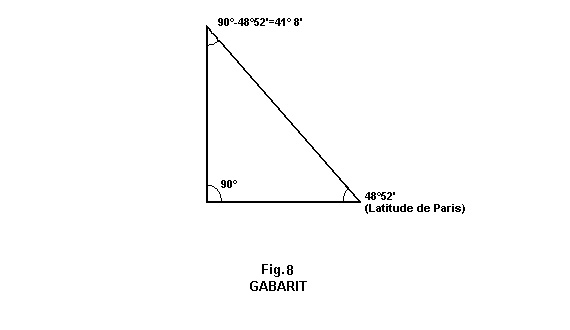 90°-48°52'=41° 8'
90°
48°52'
(Latitude de Paris)
Fig.8
GABARIT